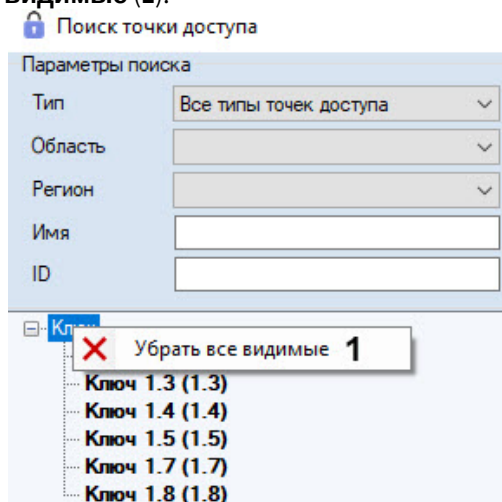 видимые (2).
Поиск точки доступа
Параметры поиска
Тип Все типы точек доступа
Область
Регион
Имя
ID
Убрать все видимые 1
Ключ 1.3 (1.3)
Ключ 1.4 (1.4)
Ключ 1.5 (1.5)
Ключ 1.7 (1.7)
Ключ 1.8 (1.8)